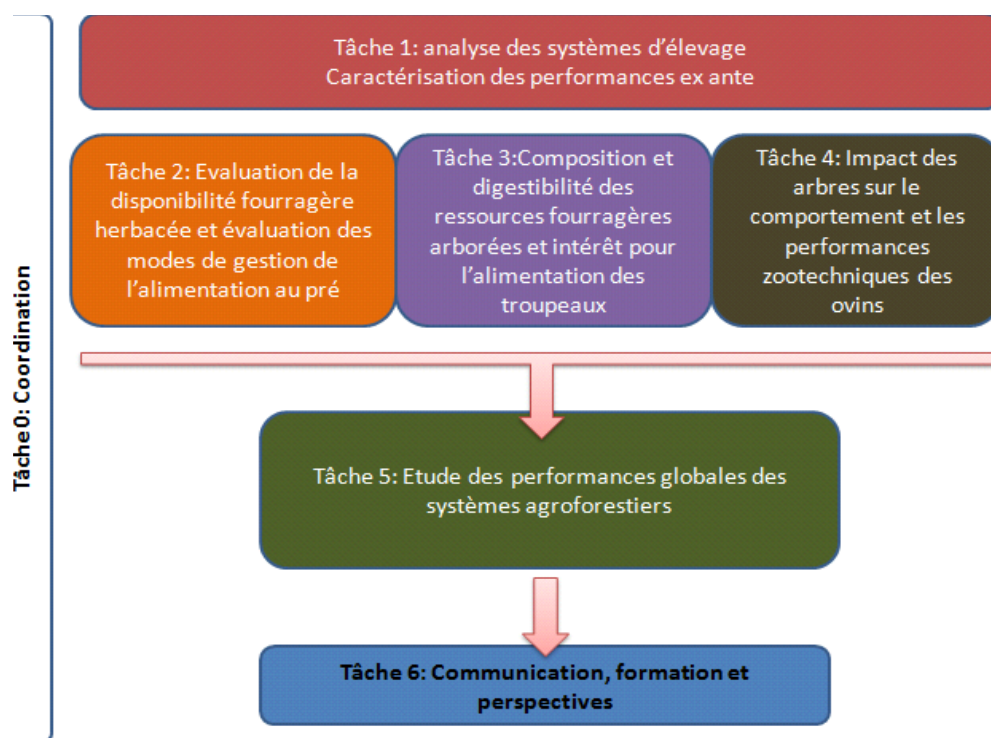 Tâche 1: analyse des systèmes d’élevage
Caractérisation des performances ex ante
Tâche 2: Evaluation de la
disponibilité fourragère
herbacée et évaluation des
modes de gestion de
l’alimentation au pré
Tâche 3:Composition et
digestibilité des
ressources fourragères
arborées et intérêt pour
l’alimentation des
troupeaux
Tâche 4: Impact des
arbres sur le
comportement et les
performances
zootechniques des
ovins
Tâche 0: Coordination
Tâche 5: Etude des performances globales des
systèmes agroforestiers
Tâche 6: Communication, formation et
perspectives